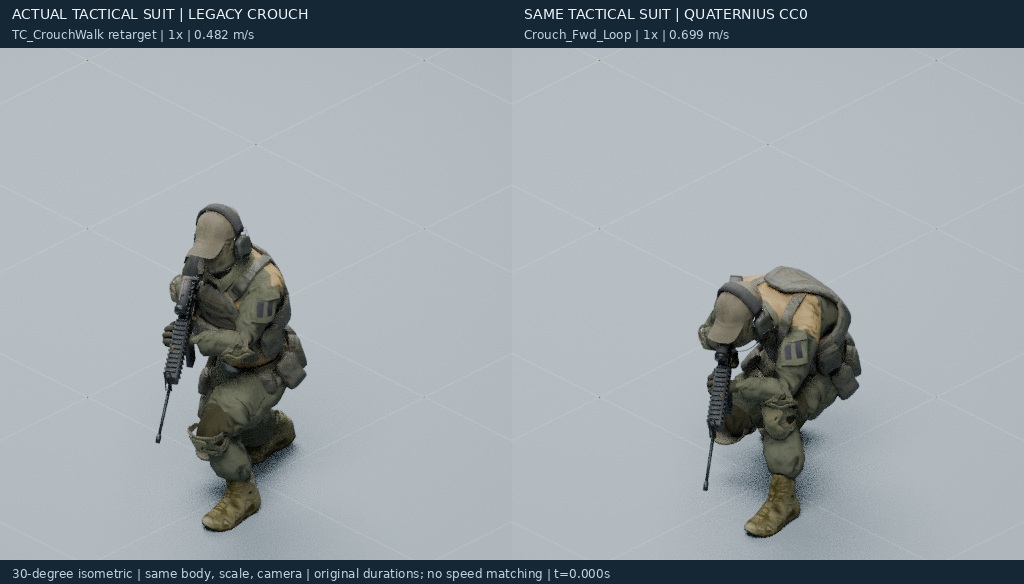 ACTUAL TACTICAL SUIT | LEGACY CROUCH
TC_CrouchWalk retarget | 1x | 0.482 m/s
SAME TACTICAL SUIT | QUATERNIUS CC0
Crouch_Fwd_Loop | 1x | 0.699 m/s
30-degree isometric | same body, scale, camera | original durations; no speed matching | t=0.000s